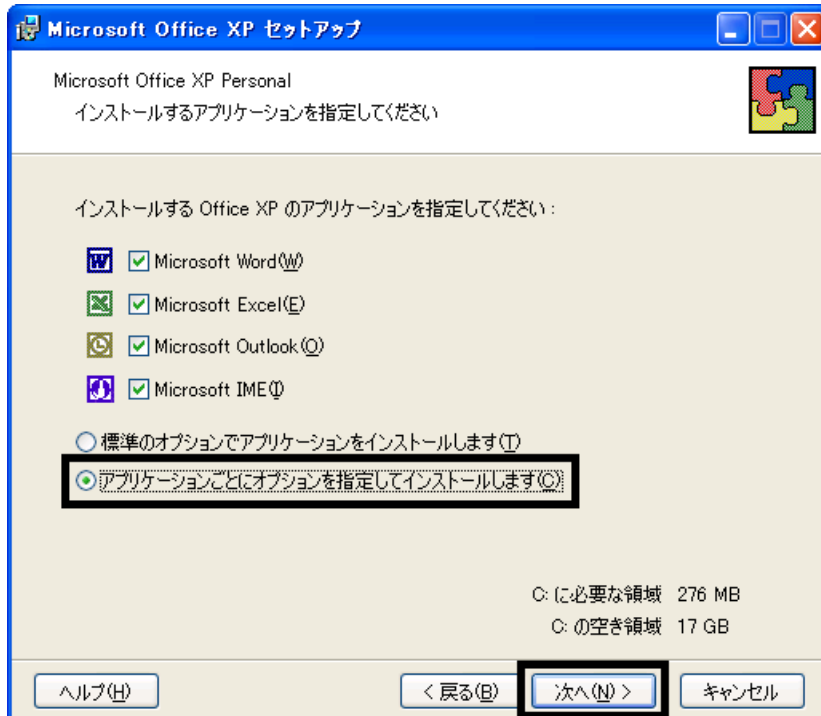 Microsoft Office XP セットアップ
Microsoft Office XP Personal
インストールするアプリケーションを指定してください
インストールする Office XP のアプリケーションを指定してください :
Microsoft Word(W)
Microsoft Excel(E)
Microsoft Outlook(O)
Microsoft IME(I)
標準のオプションでアプリケーションをインストールします(T)
アプリケーションごとにオプションを指定してインストールします(C)
C: に必要な領域 276 MB
C: の空き領域 17 GB
ヘルプ(H) < 戻る(B) 次へ(N) > キャンセル